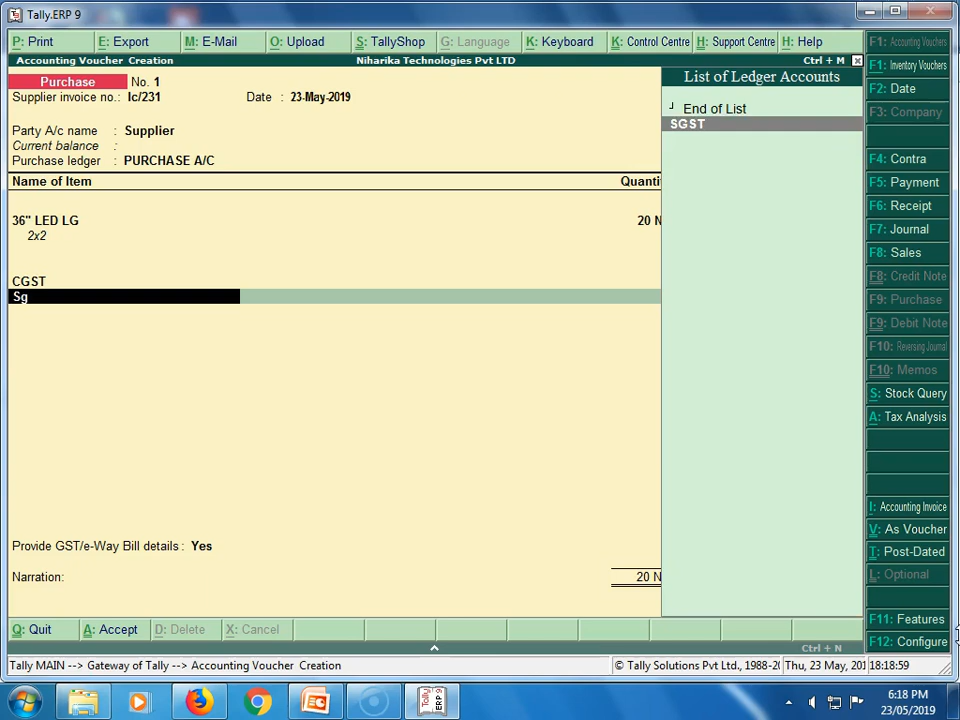 Tally.ERP 9
P: Print E: Export M: E-Mail O: Upload S: TallyShop G: Language K: Keyboard K: Control Centre H: Support Centre H: Help
F1: Accounting Vouchers
Accounting Voucher Creation Niharika Technologies Pvt LTD Ctrl + M
F1: Inventory Vouchers
Purchase No. 1
List of Ledger Accounts
Supplier invoice no.: Ic/231 Date : 23-May-2019
F2: Date
End of List
F3: Company
SGST
Party A/c name : Supplier
Current balance :
Purchase ledger : PURCHASE A/C
F4: Contra
Name of Item Quanti
F5: Payment
F6: Receipt
36" LED LG 20 N
2x2
F7: Journal
F8: Sales
CGST
F8: Credit Note
Sg
F9: Purchase
F9: Debit Note
F10: Reversing Journal
F10: Memos
S: Stock Query
A: Tax Analysis
I: Accounting Invoice
V: As Voucher
Provide GST/e-Way Bill details : Yes
T: Post-Dated
Narration: 20 N
L: Optional
F11: Features
Q: Quit A: Accept D: Delete X: Cancel
F12: Configure
Ctrl + N
Tally MAIN --> Gateway of Tally --> Accounting Voucher Creation © Tally Solutions Pvt Ltd., 1988-20 Thu, 23 May, 201 18:18:59
Tally
ERP 9
6:18 PM
23/05/2019